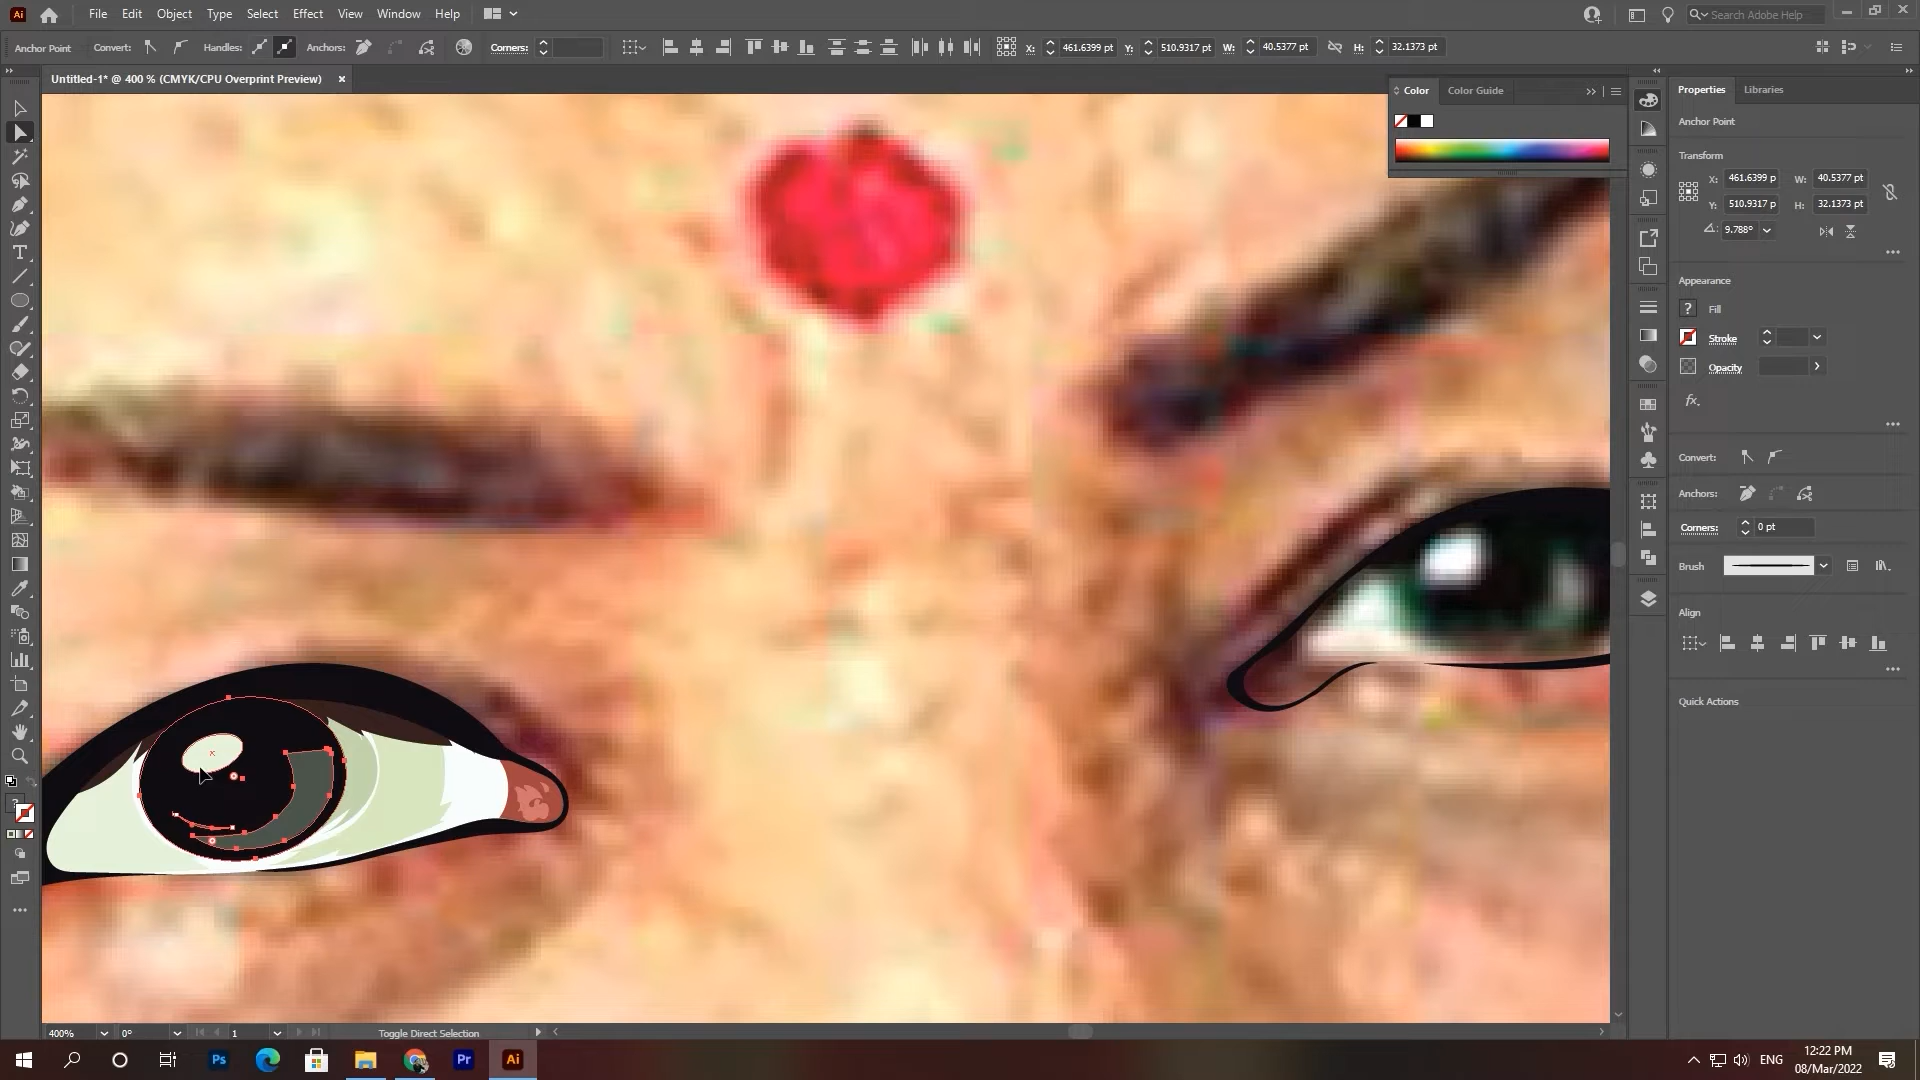 Ai File Edit Object Type Select Effect View Window Help Search Adobe Help
Anchor Point Convert: Handles: Anchors: Corners: X: 461.6399 pt Y: 510.9317 pt W: 40.5377 pt H: 32.1373 pt
Untitled-1* @ 400 % (CMYK/CPU Overprint Preview) ×
Color Color Guide
Properties Libraries
Anchor Point
Transform
X: 461.6399 p W: 40.5377 pt
Y: 510.9317 p H: 32.1373 pt
9.788°
Appearance
? Fill
Stroke
Opacity
fx.
Convert:
Anchors:
Corners: 0 pt
Brush
Align
Quick Actions
400% 0° 1 Toggle Direct Selection
Ps Pr Ai ENG 12:22 PM
08/Mar/2022